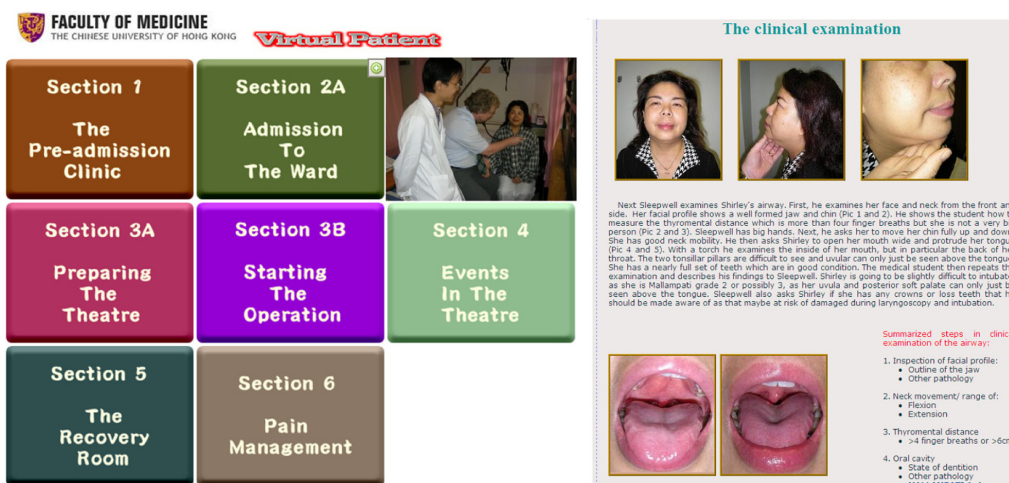 FACULTY OF MEDICINE
THE CHINESE UNIVERSITY OF HONG KONG
Virtual Patient
Section 1
The
Pre-admission
Clinic
Section 2A
Admission
To
The Ward
Section 3A
Preparing
The
Theatre
Section 3B
Starting
The
Operation
Section 4
Events
In The
Theatre
Section 5
The
Recovery
Room
Section 6
Pain
Management
The clinical examination
Next Sleepwell examines Shirley's airway. First, he examines her face and neck from the front an
side. Her facial profile shows a well formed jaw and chin (Pic 1 and 2). He shows the student how t
measure the thyromental distance which is more than four finger breaths but she is not a very b
person (Pic 2 and 3). Sleepwell has big hands. Next, he asks her to move her chin fully up and down
She has good neck mobility. He then asks Shirley to open her mouth wide and protrude her tongu
(Pic 4 and 5). With a torch he examines the inside of her mouth, but in particular the back of he
throat. The two tonsillar pillars are difficult to see and uvular can only just be seen above the tongue
She has a nearly full set of teeth which are in good condition. The medical student then repeats th
examination and describes his findings to Sleepwell. Shirley is going to be slightly difficult to intubate
as she is Mallampati grade 2 or possibly 3, as her uvula and posterior soft palate can only just b
seen above the tongue. Sleepwell also asks Shirley if she has any crowns or loss teeth that h
should be made aware of as that maybe at risk of damaged during laryngoscopy and intubation.
Summarized steps in clinic
examination of the airway:
1. Inspection of facial profile:
• Outline of the jaw
• Other pathology
2. Neck movement/ range of:
• Flexion
• Extension
3. Thyromental distance
• >4 finger breaths or >6cm
4. Oral cavity
• State of dentition
• Other pathology